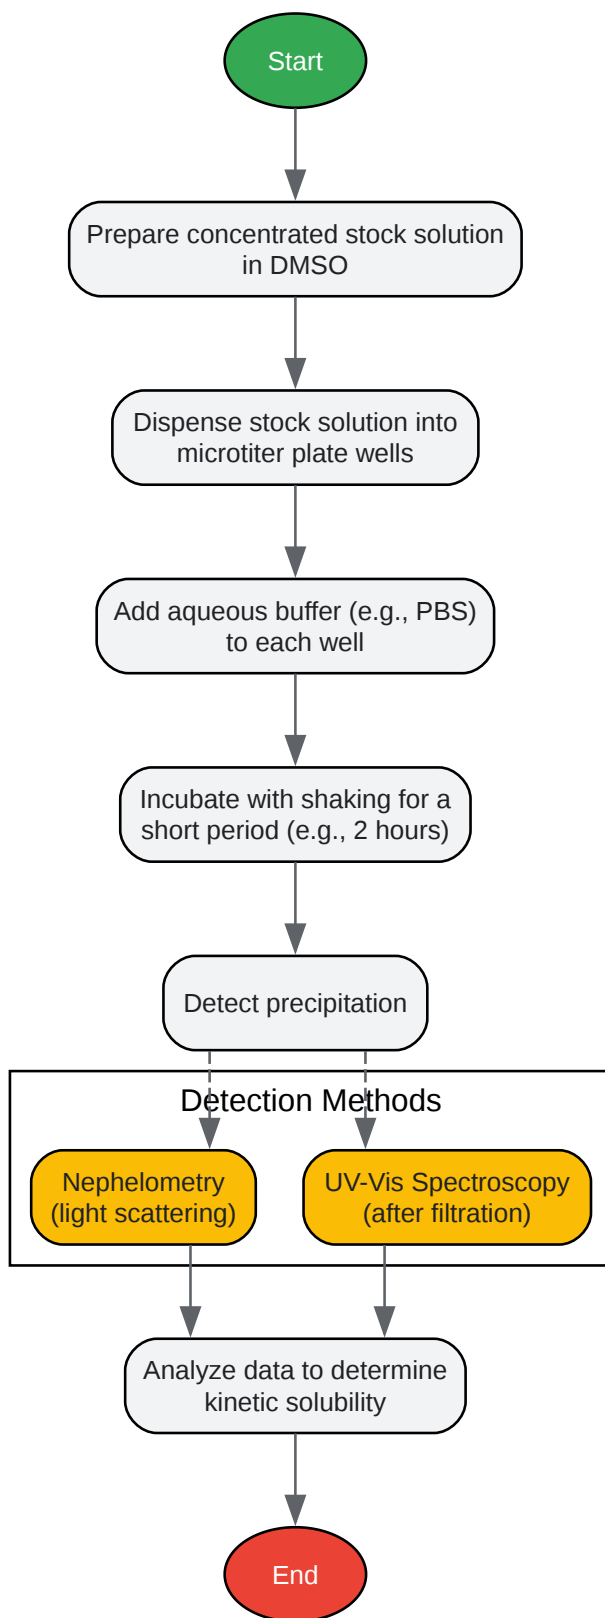 Start
Prepare concentrated stock solution
in DMSO
Dispense stock solution into
microtiter plate wells
Add aqueous buffer (e.g., PBS)
to each well
Incubate with shaking for a
short period (e.g., 2 hours)
Detect precipitation
Detection Methods
Nephelometry
(light scattering)
UV-Vis Spectroscopy
(after filtration)
Analyze data to determine
kinetic solubility
End